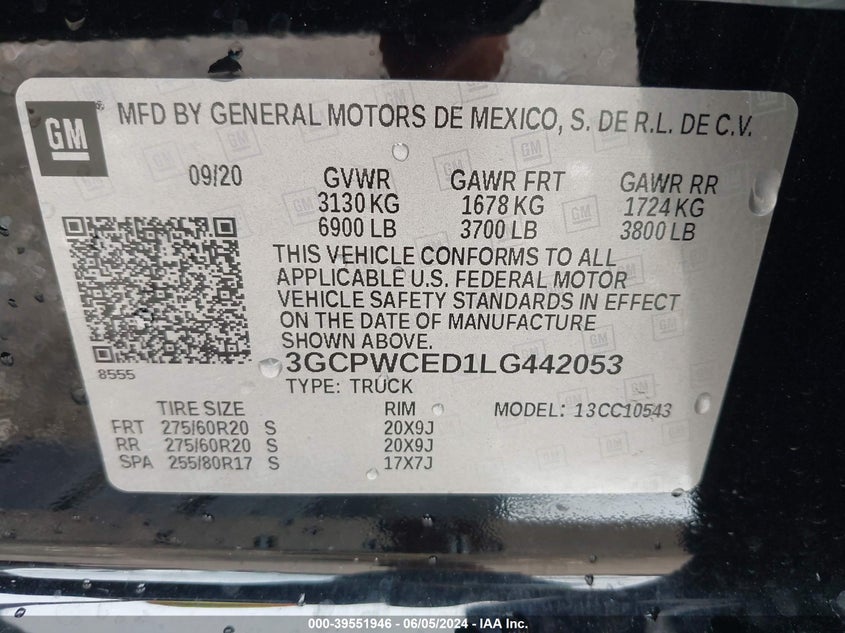 GM
MFD BY GENERAL MOTORS DE MEXICO, S. DE R.L. DE C.V.
09/20 GVWR GAWR FRT GAWR RR
3130 KG 1678 KG 1724 KG
6900 LB 3700 LB 3800 LB
THIS VEHICLE CONFORMS TO ALL
APPLICABLE U.S. FEDERAL MOTOR
VEHICLE SAFETY STANDARDS IN EFFECT
ON THE DATE OF MANUFACTURE
SHOWN ABOVE.
8555
3GCPWCED1LG442053
TYPE: TRUCK
TIRE SIZE RIM MODEL: 13CC10543
FRT 275/60R20 S 20X9J
RR 275/60R20 S 20X9J
SPA 255/80R17 S 17X7J
000-39551946 - 06/05/2024 - IAA Inc.